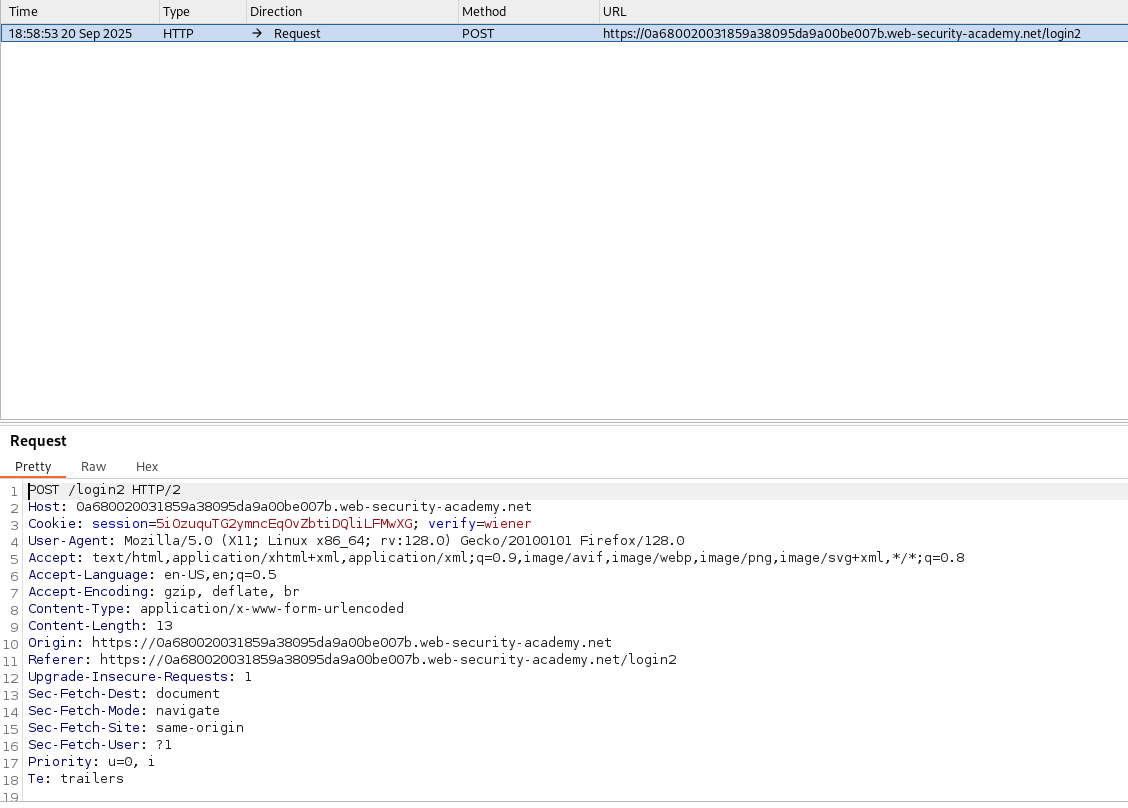 Time Type Direction Method URL
18:58:53 20 Sep 2025 HTTP → Request POST https://0a680020031859a38095da9a00be007b.web-security-academy.net/login2
Request
Pretty Raw Hex
1 POST /login2 HTTP/2
2 Host: 0a680020031859a38095da9a00be007b.web-security-academy.net
3 Cookie: session=5iOzuquTG2ymncEqOvZbtiDQliLFMwXG; verify=wiener
4 User-Agent: Mozilla/5.0 (X11; Linux x86_64; rv:128.0) Gecko/20100101 Firefox/128.0
5 Accept: text/html,application/xhtml+xml,application/xml;q=0.9,image/avif,image/webp,image/png,image/svg+xml,*/*;q=0.8
6 Accept-Language: en-US,en;q=0.5
7 Accept-Encoding: gzip, deflate, br
8 Content-Type: application/x-www-form-urlencoded
9 Content-Length: 13
10 Origin: https://0a680020031859a38095da9a00be007b.web-security-academy.net
11 Referer: https://0a680020031859a38095da9a00be007b.web-security-academy.net/login2
12 Upgrade-Insecure-Requests: 1
13 Sec-Fetch-Dest: document
14 Sec-Fetch-Mode: navigate
15 Sec-Fetch-Site: same-origin
16 Sec-Fetch-User: ?1
17 Priority: u=0, i
18 Te: trailers
19